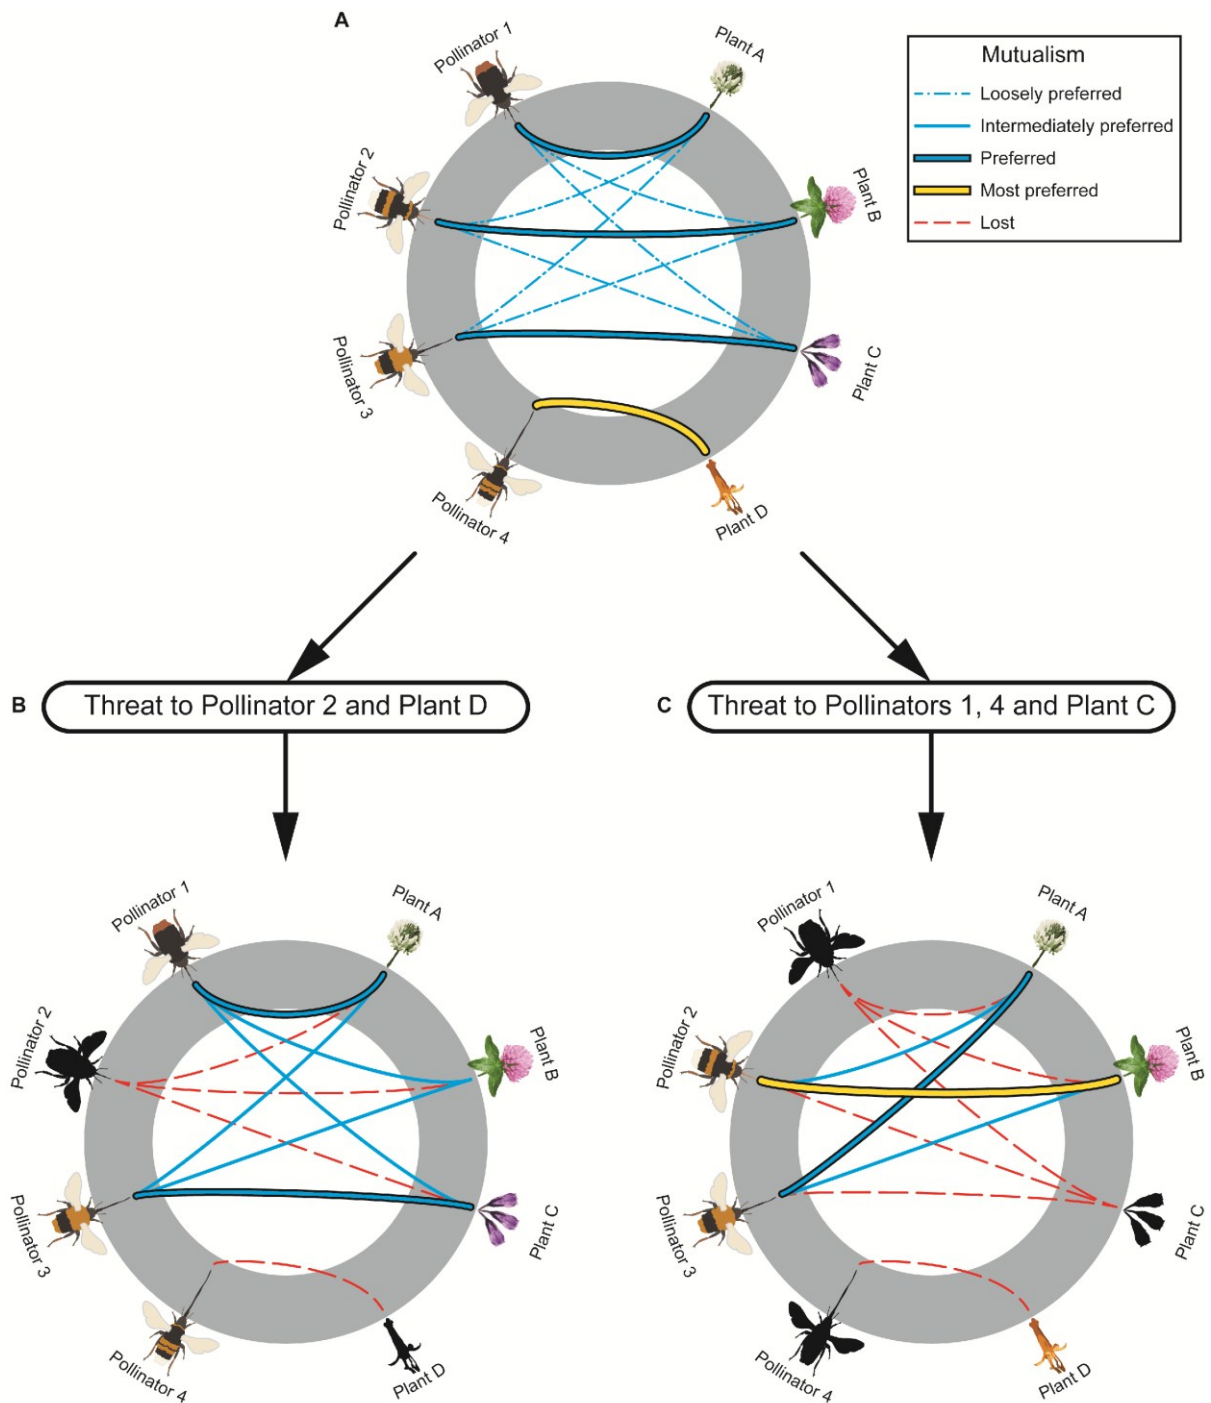 A
Pollinator 1
Plant A
Mutualism
Loosely preferred
Intermediately preferred
Preferred
Most preferred
Lost
Pollinator 2
Plant B
Pollinator 3
Plant C
Pollinator 4
Plant D
B
Threat to Pollinator 2 and Plant D
C
Threat to Pollinators 1, 4 and Plant C
Pollinator 1
Plant A
Pollinator 2
Plant B
Pollinator 3
Plant C
Pollinator 4
Plant D
Pollinator 1
Plant A
Pollinator 2
Plant B
Pollinator 3
Plant C
Pollinator 4
Plant D